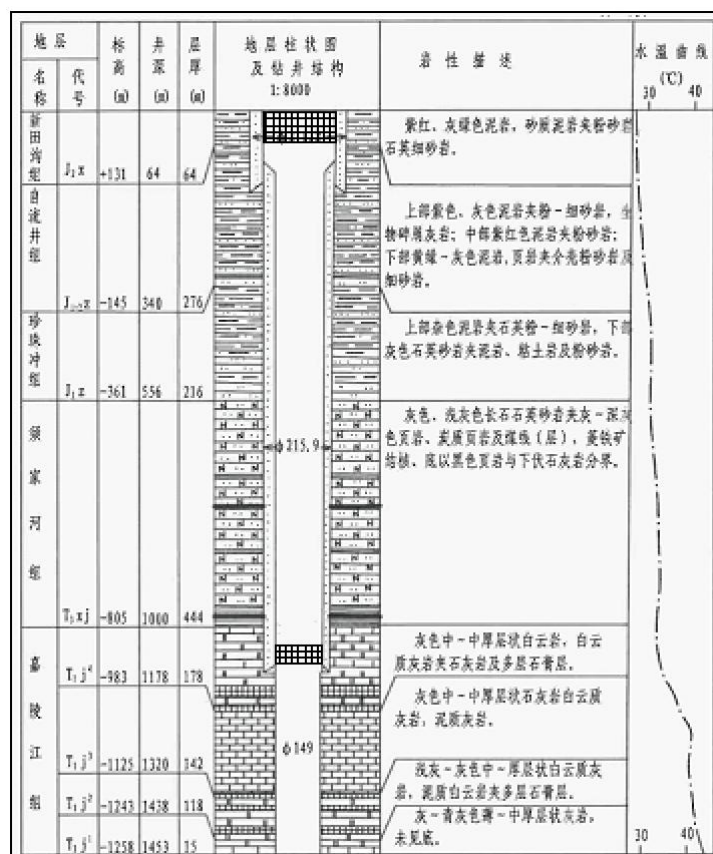 地 层
标高(m)
井深(m)
层厚(m)
地层柱状图
及钻井结构
1:8000
岩 性 描 述
水温曲线
(℃)
名称
代号
30 40
新田沟组
J₂x +131 64 64
紫红、灰绿色泥岩、砂质泥岩夹粉砂岩
石英细砂岩。
自流井组
J₁₋₂z -145 340 276
上部紫色、灰色泥岩夹粉-细砂岩，生
物碎屑灰岩；中部紫红色泥岩夹粉砂岩；
下部黄绿-灰色泥岩,页岩夹介壳粉砂岩及
细砂岩。
珍珠冲组
J₁z -361 556 216
上部杂色泥岩夹石英粉-细砂岩，下部
灰色石英砂岩夹泥岩、粘土岩及粉砂岩。
须家河组
T₃xj -805 1000 444
灰色、浅灰色长石石英砂岩夹灰-深灰
色页岩、炭质页岩及煤线(层)，菱铁矿
结核、底以黑色页岩与下伏石灰岩分界。
ϕ215.9
嘉陵江组
T₁j⁴ -983 1178 178
灰色中-中厚层状白云岩，白云
质灰岩夹石灰岩及多层石膏层。
T₁j³ -1125 1320 142
灰色中-中厚层状石灰岩白云质
灰岩，泥质灰岩。
ϕ149
T₁j² -1243 1438 118
浅灰-灰色中-厚层状白云质灰
岩，泥质白云岩夹多层石膏层。
T₁j¹ -1258 1453 15
灰-青灰色薄-中厚层状灰岩，
未见底。
30 40